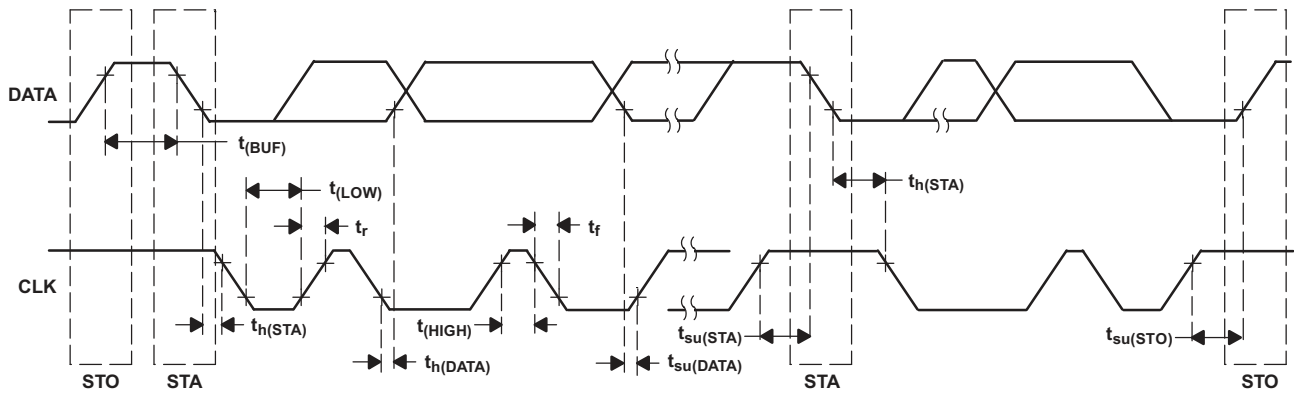 DATA
t(BUF)
t(LOW)
tr
tf
th(STA)
CLK
th(STA)
th(DATA)
t(HIGH)
tsu(DATA)
tsu(STA)
tsu(STO)
STO
STA
STA
STO